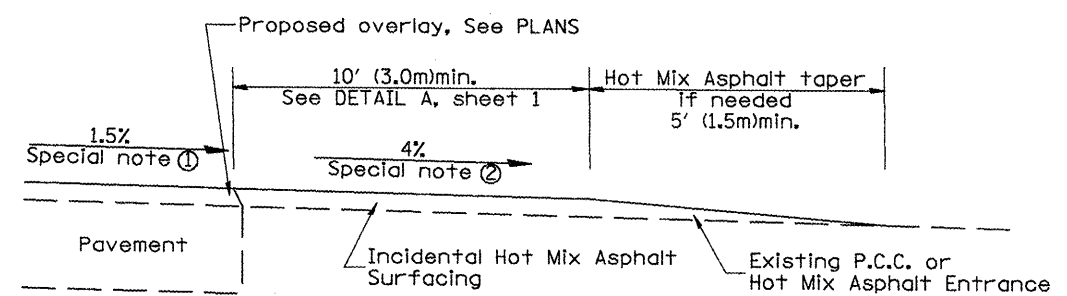 Proposed overlay, See PLANS
10' (3.0m)min.
See DETAIL A, sheet 1
Hot Mix Asphalt taper
if needed
5' (1.5m)min.
1.5%
Special note ①
4%
Special note ②
Pavement
Incidental Hot Mix Asphalt
Surfacing
Existing P.C.C. or
Hot Mix Asphalt Entrance